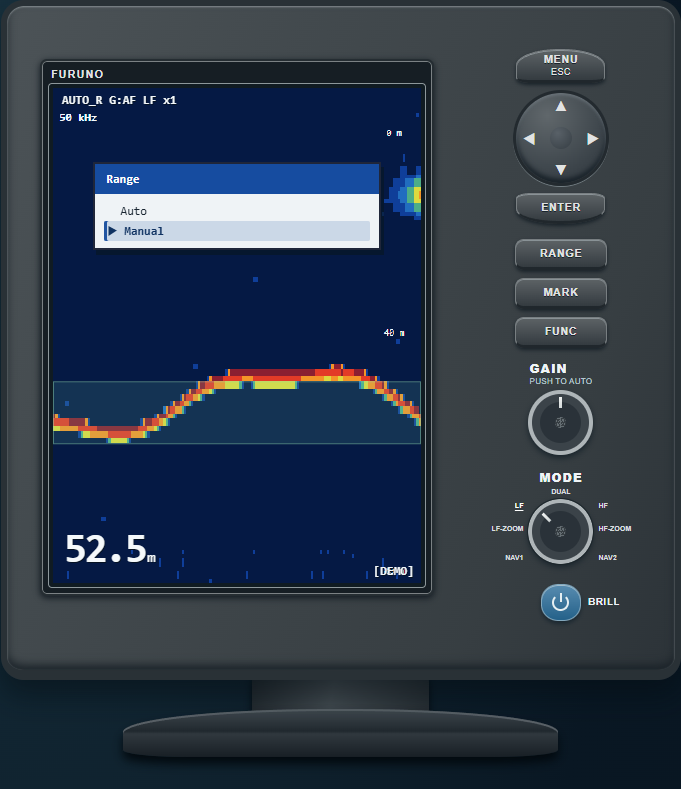 FURUNO
AUTO_R G:AF LF x1
50 kHz
0 m
Range
Auto
Manual
40 m
52.5m
[DEMO]
MENU
ESC
ENTER
RANGE
MARK
FUNC
GAIN
PUSH TO AUTO
MODE
DUAL
LF HF
LF-ZOOM HF-ZOOM
NAV1 NAV2
BRILL